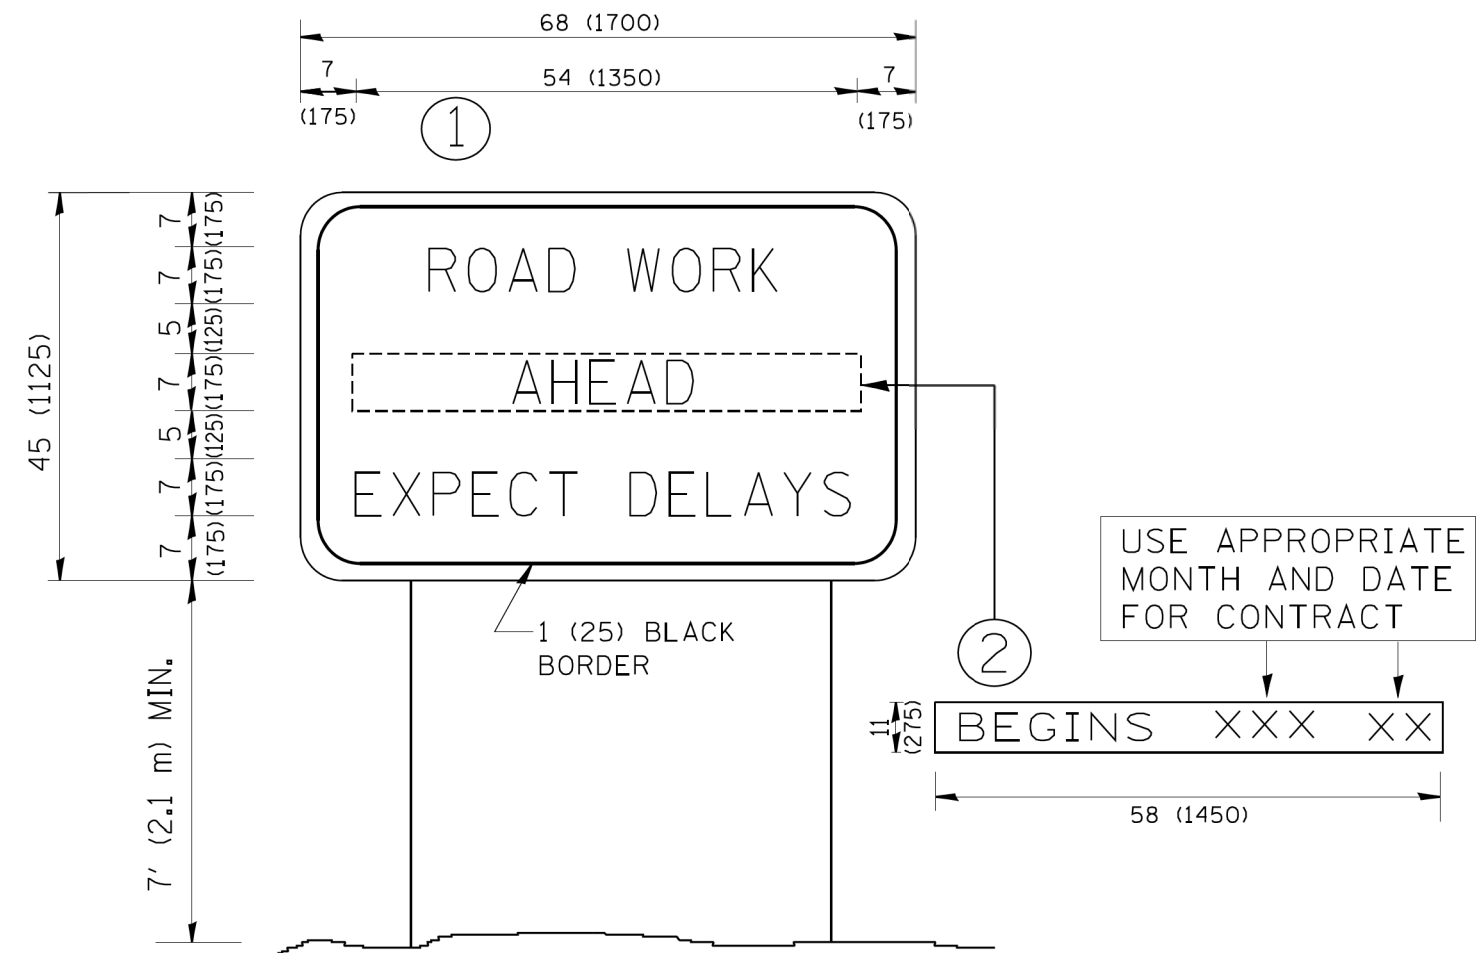 68 (1700)
7
54 (1350)
7
(175)
(175)
1
45 (1125)
7
(175)
7
(175)
5
(125)
7
(175)
5
(125)
7
(175)
7
(175)
ROAD WORK
AHEAD
EXPECT DELAYS
1 (25) BLACK
BORDER
7' (2.1 m) MIN.
2
USE APPROPRIATE
MONTH AND DATE
FOR CONTRACT
11
(275)
BEGINS XXX XX
58 (1450)